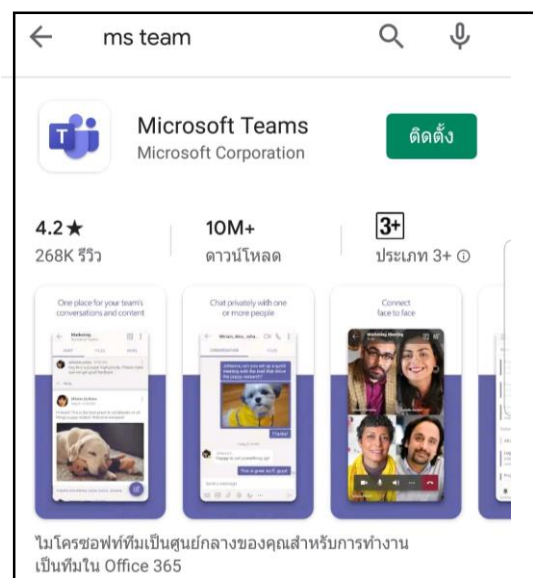 ms team
Microsoft Teams
Microsoft Corporation
ติดตั้ง
4.2★
268K รีวิว
10M+
ดาวน์โหลด
3+
ประเภท 3+
One place for your team's
conversations and content
Chat privately with one
or more people
Connect
face to face
ไมโครซอฟท์ทีมเป็นศูนย์กลางของคุณสำหรับการทำงาน
เป็นทีมใน Office 365